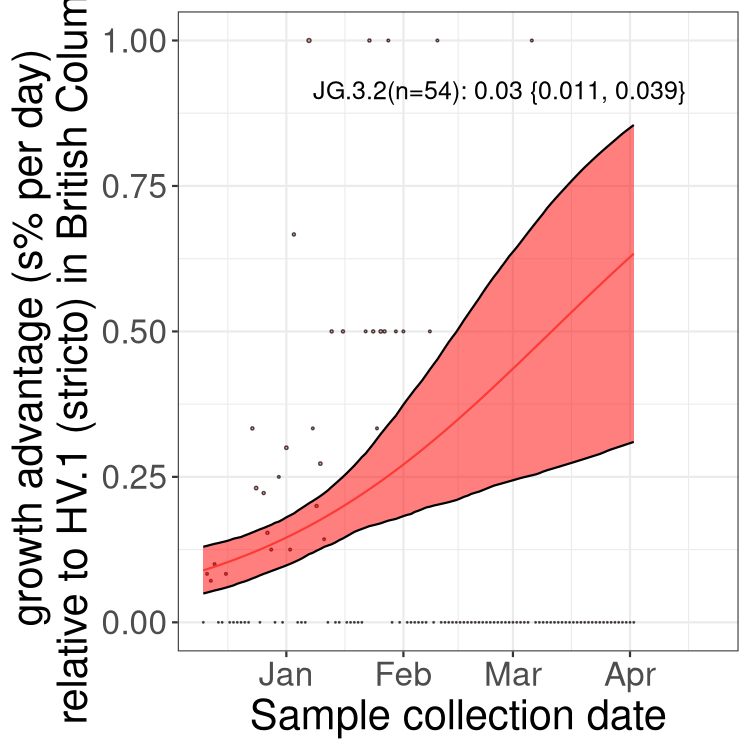 growth advantage (s% per day)
relative to HV.1 (stricto) in British Colum
1.00
0.75
0.50
0.25
0.00
JG.3.2(n=54): 0.03 {0.011, 0.039}
Jan Feb Mar Apr
Sample collection date